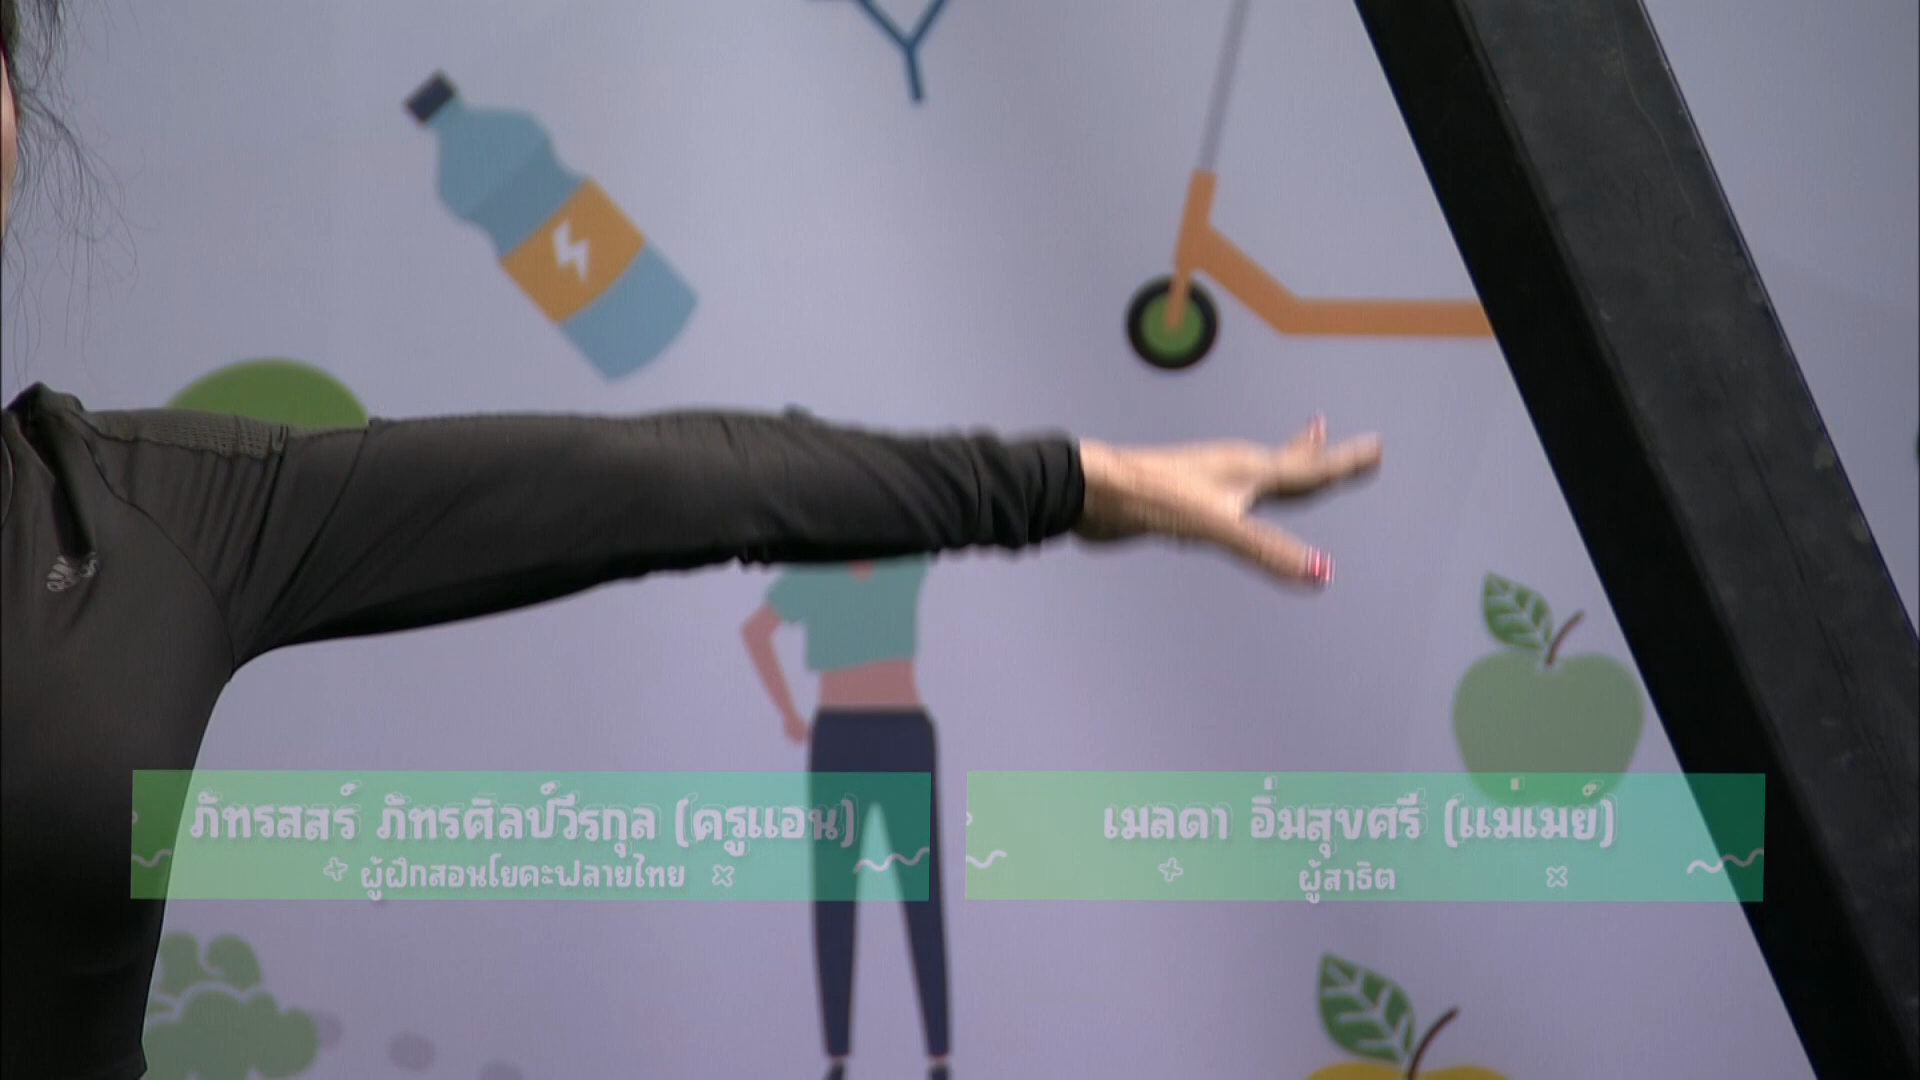 ภัทรสสร์ ภัทรศิลป์วีรกุล (ครูแอน)
ผู้ฝึกสอนโยคะฟลายไทย
เมลดา อิ่มสุขศรี (แม่เมย์)
ผู้สาธิต